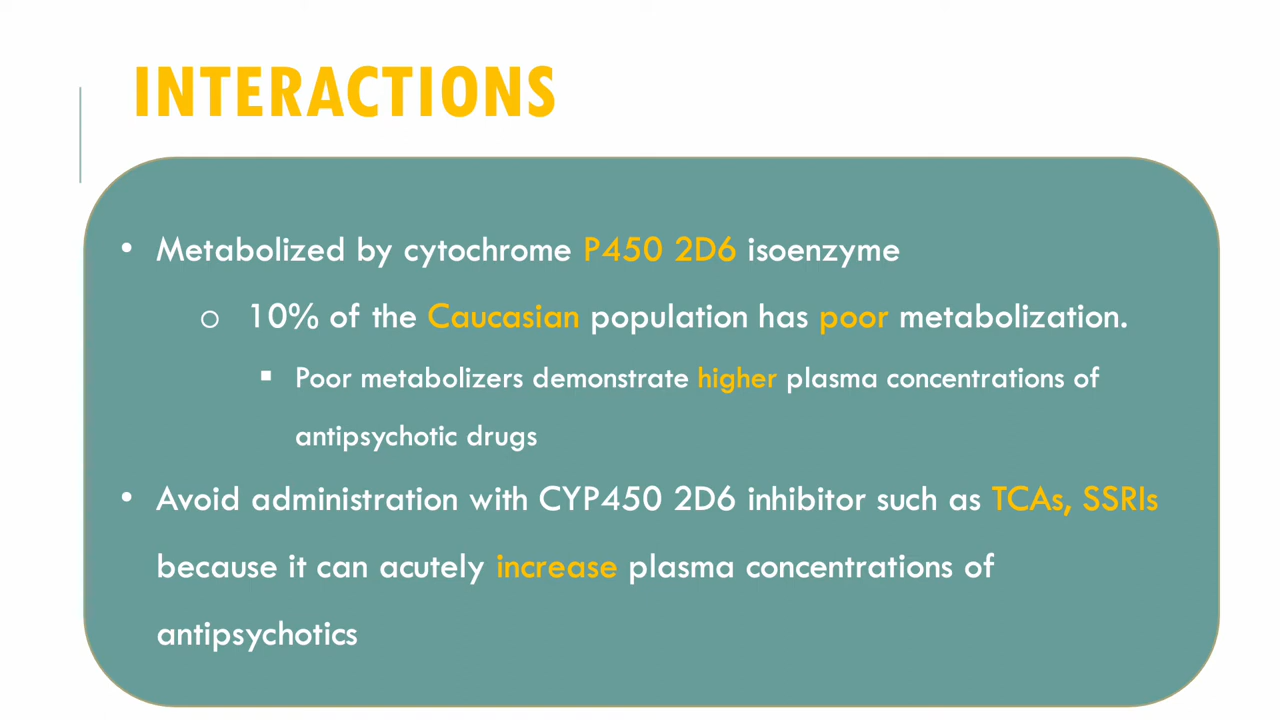 INTERACTIONS
• Metabolized by cytochrome P450 2D6 isoenzyme
o 10% of the Caucasian population has poor metabolization.
▪ Poor metabolizers demonstrate higher plasma concentrations of
antipsychotic drugs
• Avoid administration with CYP450 2D6 inhibitor such as TCAs, SSRIs
because it can acutely increase plasma concentrations of
antipsychotics